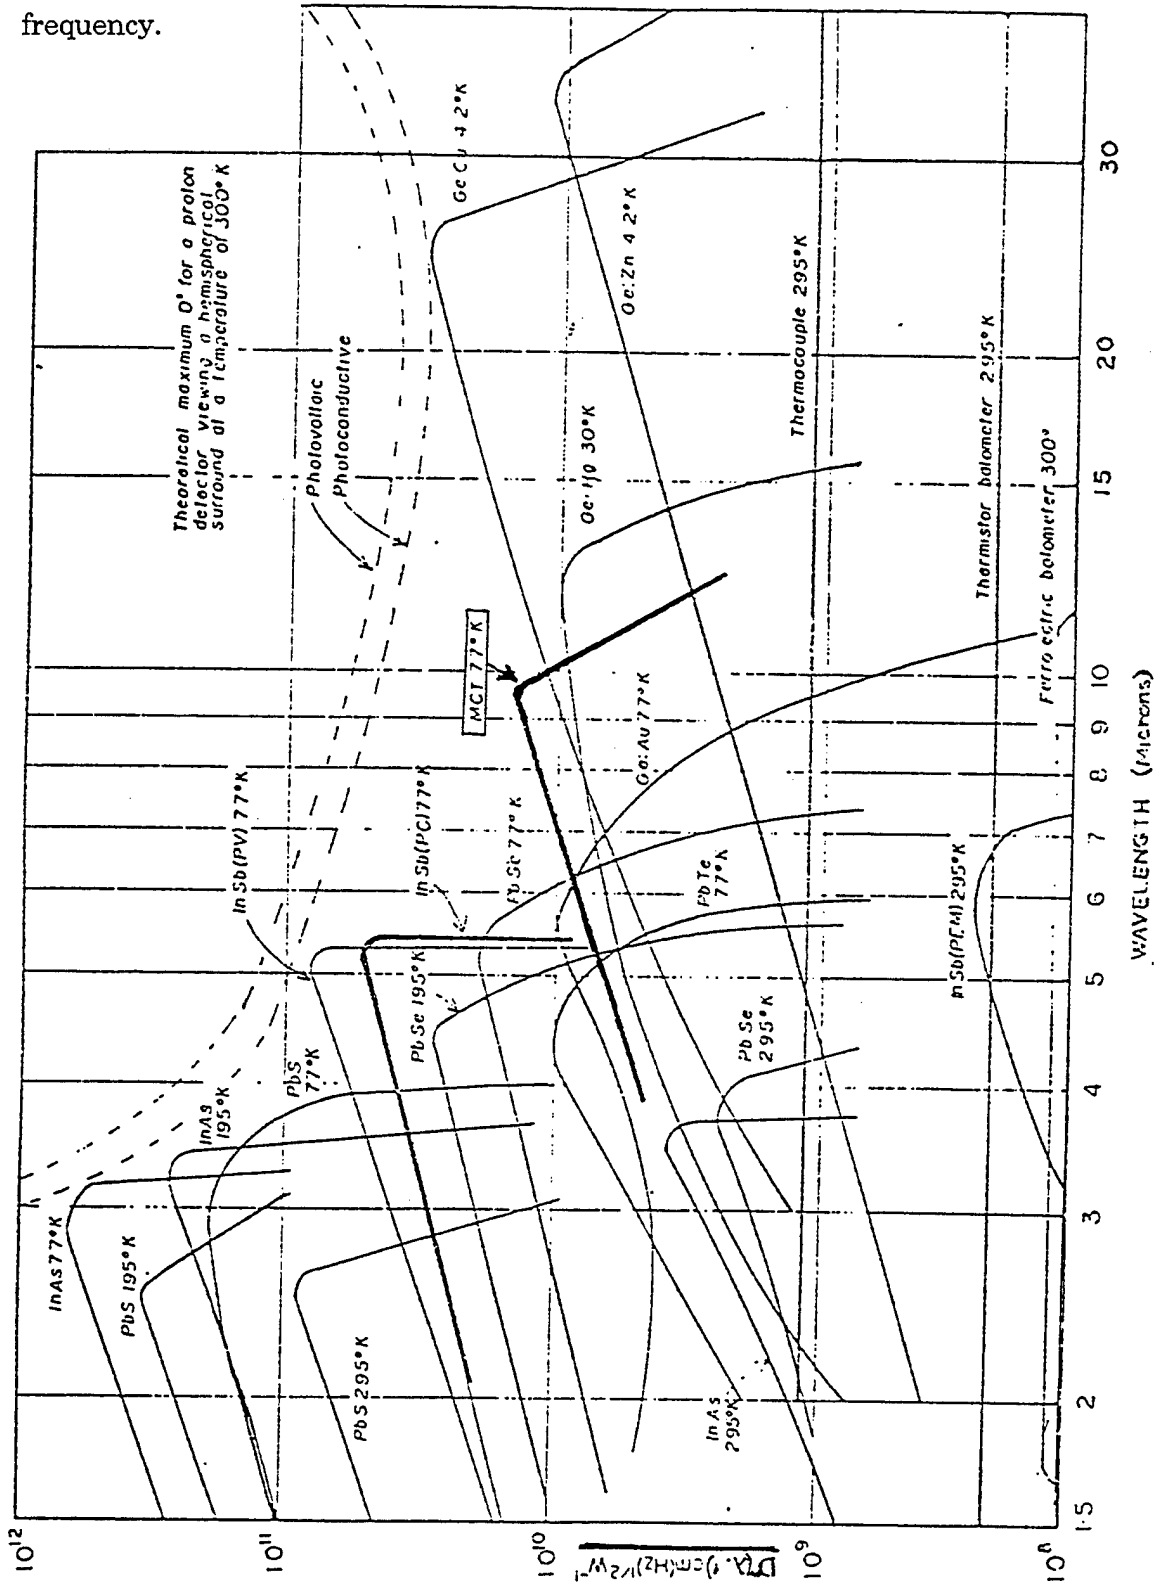 frequency.
Theoretical maximum D* for a proton
detector viewing a hemispherical
surround at a temperature of 300° K
Photovoltaic
Photoconductive
Ge Cu 4 2°K
Ge:Zn 4 2°K
Ge:Hg 30°K
MCT 77°K
Thermocouple 295°K
Thermistor bolometer 295°K
Ferro ectric bolometer 300°
InSb(PV) 77°K
InSb(PC) 77°K
PbSe 77°K
PbSe 195°K
Ge:Au 77°K
PbTe
77°K
PbSe
295°K
InSb(PEM) 295°K
InAs
195°K
PbS
77°K
InAs 77°K
PbS 195°K
PbS 295°K
InAs
295°K
10¹²
10¹¹
10¹⁰
10⁹
10⁸
1·5
2
3
4
5
6
7
8
9
10
15
20
30
WAVELENGTH (Microns)